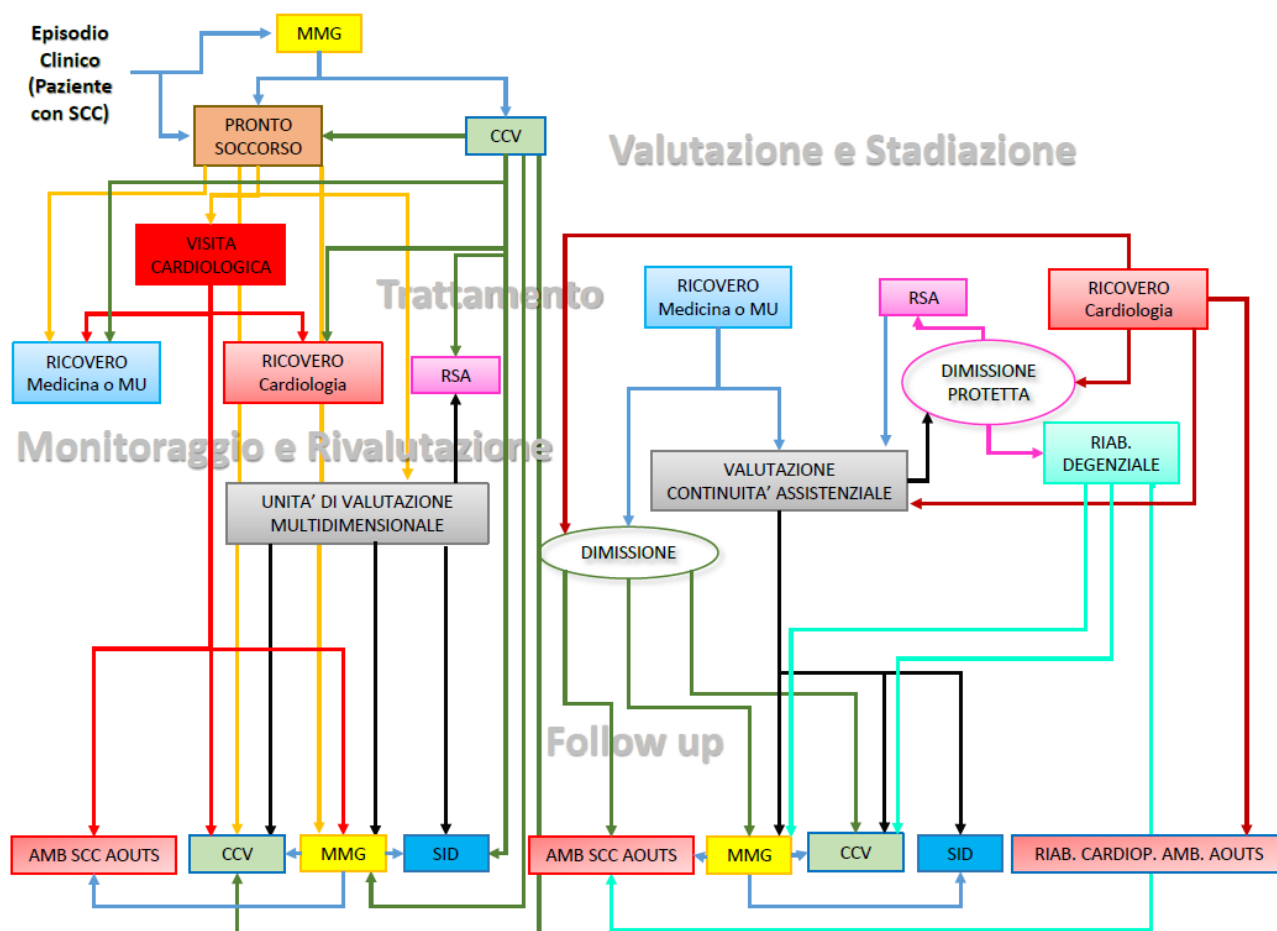 Episodio
Clinico
(Paziente
con SCC)
MMG
PRONTO
SOCCORSO
CCV
Valutazione e Stadiazione
VISITA
CARDIOLOGICA
Trattamento
RICOVERO
Medicina o MU
RICOVERO
Cardiologia
RSA
RICOVERO
Medicina o MU
RSA
RICOVERO
Cardiologia
DIMISSIONE
PROTETTA
Monitoraggio e Rivalutazione
UNITA’ DI VALUTAZIONE
MULTIDIMENSIONALE
VALUTAZIONE
CONTINUITA’ ASSISTENZIALE
RIAB.
DEGENZIALE
DIMISSIONE
Follow up
AMB SCC AOUTS
CCV
MMG
SID
AMB SCC AOUTS
MMG
CCV
SID
RIAB. CARDIOP. AMB. AOUTS